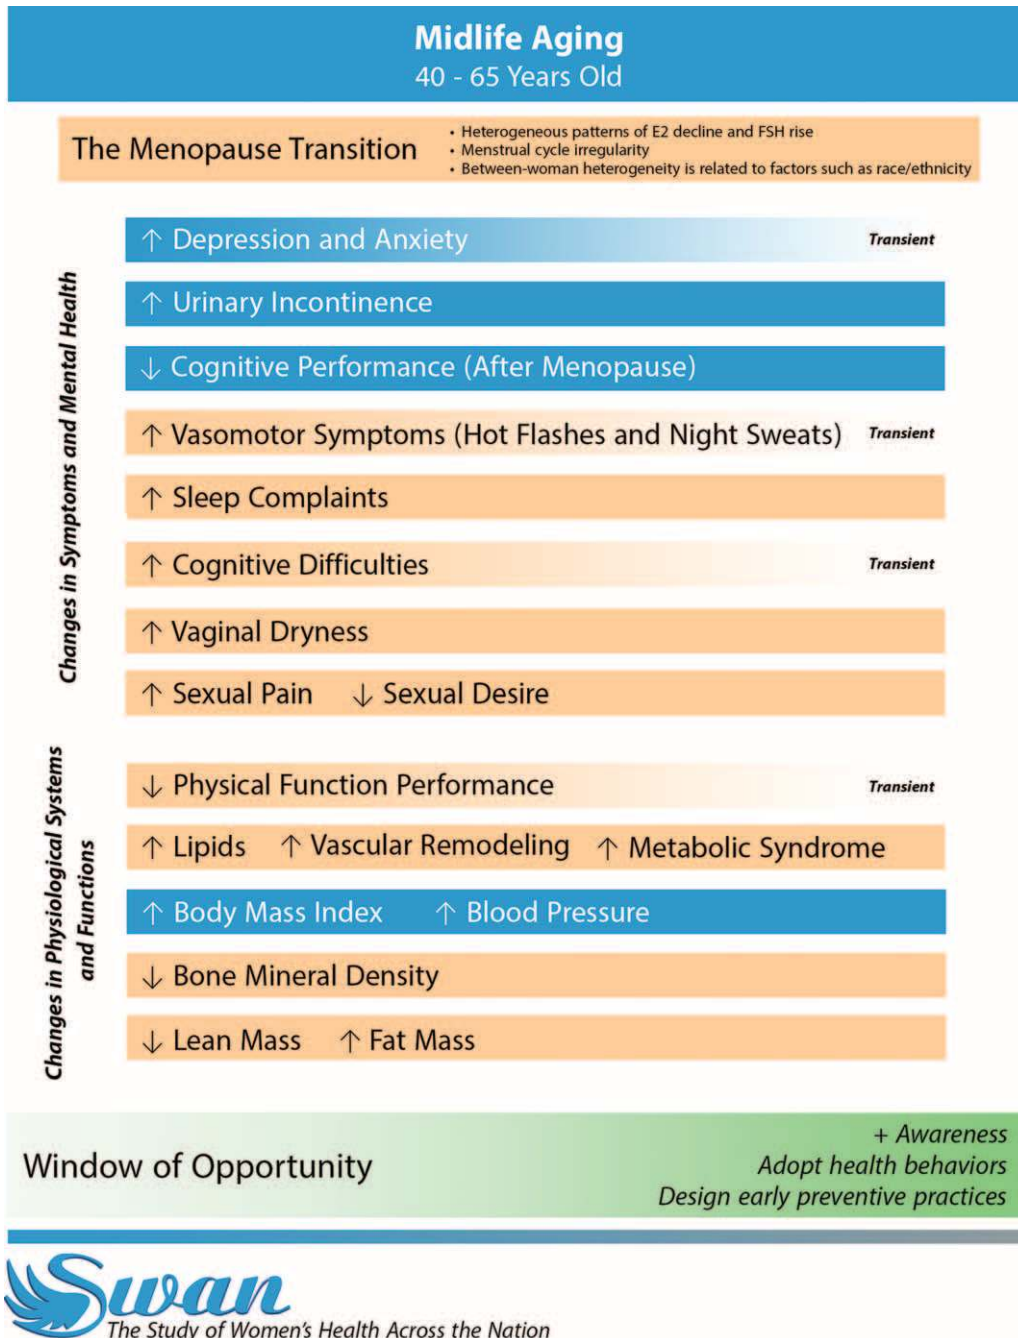 Midlife Aging
40 - 65 Years Old
The Menopause Transition
• Heterogeneous patterns of E2 decline and FSH rise
• Menstrual cycle irregularity
• Between-woman heterogeneity is related to factors such as race/ethnicity
Changes in Symptoms and Mental Health
↑ Depression and Anxiety Transient
↑ Urinary Incontinence
↓ Cognitive Performance (After Menopause)
↑ Vasomotor Symptoms (Hot Flashes and Night Sweats) Transient
↑ Sleep Complaints
↑ Cognitive Difficulties Transient
↑ Vaginal Dryness
↑ Sexual Pain ↓ Sexual Desire
Changes in Physiological Systems
and Functions
↓ Physical Function Performance Transient
↑ Lipids ↑ Vascular Remodeling ↑ Metabolic Syndrome
↑ Body Mass Index ↑ Blood Pressure
↓ Bone Mineral Density
↓ Lean Mass ↑ Fat Mass
Window of Opportunity
+ Awareness
Adopt health behaviors
Design early preventive practices
Swan
The Study of Women's Health Across the Nation